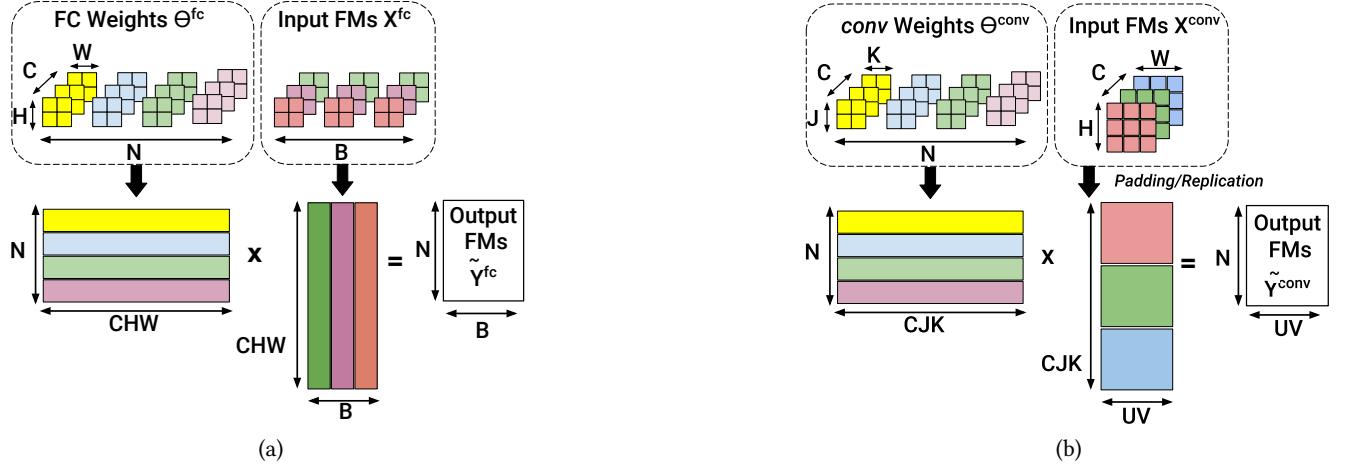 FC Weights Θ^fc
Input FMs X^fc
C
W
H
N
B
N
CHW
x
CHW
B
=
N
Output
FMs
Ỹ^fc
B
(a)
conv Weights Θ^conv
Input FMs X^conv
C
K
J
N
C
W
H
Padding/Replication
N
CJK
x
CJK
UV
=
N
Output
FMs
Ỹ^conv
UV
(b)